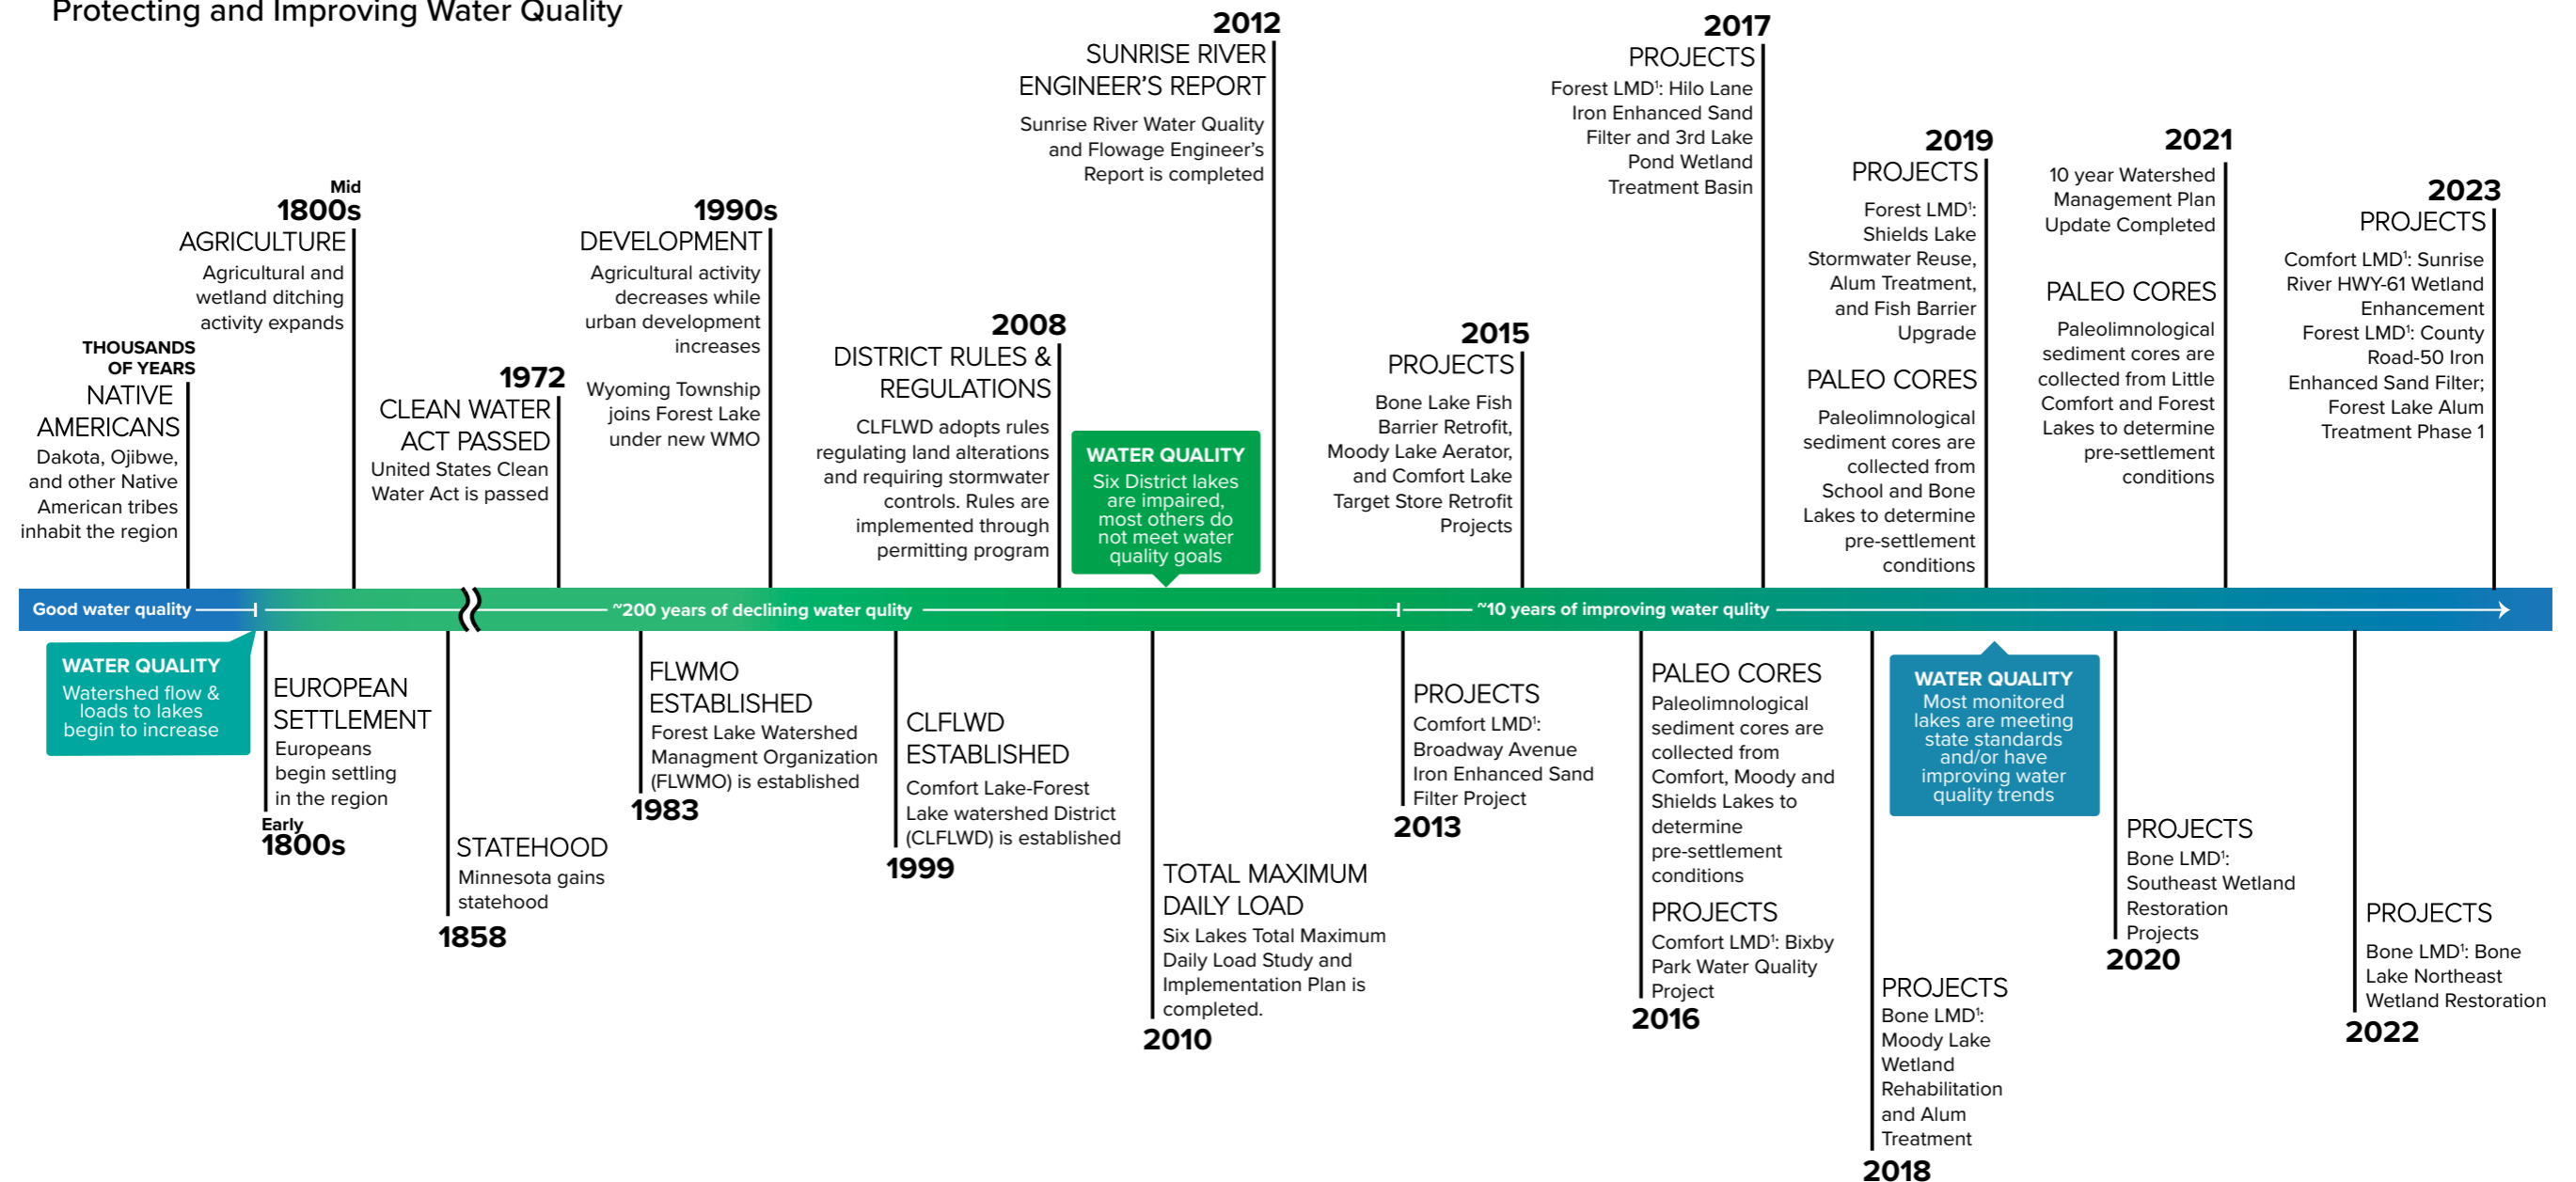 Protecting and Improving Water Quality
THOUSANDS
OF YEARS
NATIVE
AMERICANS
Dakota, Ojibwe,
and other Native
American tribes
inhabit the region
Mid
1800s
AGRICULTURE
Agricultural and
wetland ditching
activity expands
1972
CLEAN WATER
ACT PASSED
United States Clean
Water Act is passed
1990s
DEVELOPMENT
Agricultural activity
decreases while
urban development
increases
Wyoming Township
joins Forest Lake
under new WMO
2008
DISTRICT RULES &
REGULATIONS
CLFLWD adopts rules
regulating land alterations
and requiring stormwater
controls. Rules are
implemented through
permitting program
WATER QUALITY
Six District lakes
are impaired,
most others do
not meet water
quality goals
2012
SUNRISE RIVER
ENGINEER'S REPORT
Sunrise River Water Quality
and Flowage Engineer's
Report is completed
2015
PROJECTS
Bone Lake Fish
Barrier Retrofit,
Moody Lake Aerator,
and Comfort Lake
Target Store Retrofit
Projects
2017
PROJECTS
Forest LMD¹: Hilo Lane
Iron Enhanced Sand
Filter and 3rd Lake
Pond Wetland
Treatment Basin
2019
PROJECTS
Forest LMD¹:
Shields Lake
Stormwater Reuse,
Alum Treatment,
and Fish Barrier
Upgrade
PALEO CORES
Paleolimnological
sediment cores are
collected from
School and Bone
Lakes to determine
pre-settlement
conditions
2021
10 year Watershed
Management Plan
Update Completed
PALEO CORES
Paleolimnological
sediment cores are
collected from Little
Comfort and Forest
Lakes to determine
pre-settlement
conditions
2023
PROJECTS
Comfort LMD¹: Sunrise
River HWY-61 Wetland
Enhancement
Forest LMD¹: County
Road-50 Iron
Enhanced Sand Filter;
Forest Lake Alum
Treatment Phase 1
Good water quality
~200 years of declining water qulity
~10 years of improving water qulity
WATER QUALITY
Watershed flow &
loads to lakes
begin to increase
EUROPEAN
SETTLEMENT
Europeans
begin settling
in the region
Early
1800s
STATEHOOD
Minnesota gains
statehood
1858
FLWMO
ESTABLISHED
Forest Lake Watershed
Managment Organization
(FLWMO) is established
1983
CLFLWD
ESTABLISHED
Comfort Lake-Forest
Lake watershed District
(CLFLWD) is established
1999
TOTAL MAXIMUM
DAILY LOAD
Six Lakes Total Maximum
Daily Load Study and
Implementation Plan is
completed.
2010
PROJECTS
Comfort LMD¹:
Broadway Avenue
Iron Enhanced Sand
Filter Project
2013
PALEO CORES
Paleolimnological
sediment cores are
collected from
Comfort, Moody and
Shields Lakes to
determine
pre-settlement
conditions
PROJECTS
Comfort LMD¹: Bixby
Park Water Quality
Project
2016
PROJECTS
Bone LMD¹:
Moody Lake
Wetland
Rehabilitation
and Alum
Treatment
2018
WATER QUALITY
Most monitored
lakes are meeting
state standards
and/or have
improving water
quality trends
PROJECTS
Bone LMD¹:
Southeast Wetland
Restoration
Projects
2020
PROJECTS
Bone LMD¹: Bone
Lake Northeast
Wetland Restoration
2022